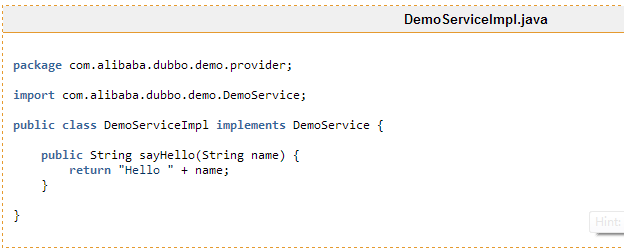 DemoServiceImpl.java
package com.alibaba.dubbo.demo.provider;
import com.alibaba.dubbo.demo.DemoService;
public class DemoServiceImpl implements DemoService {
    public String sayHello(String name) {
        return "Hello " + name;
    }
}
Hint: